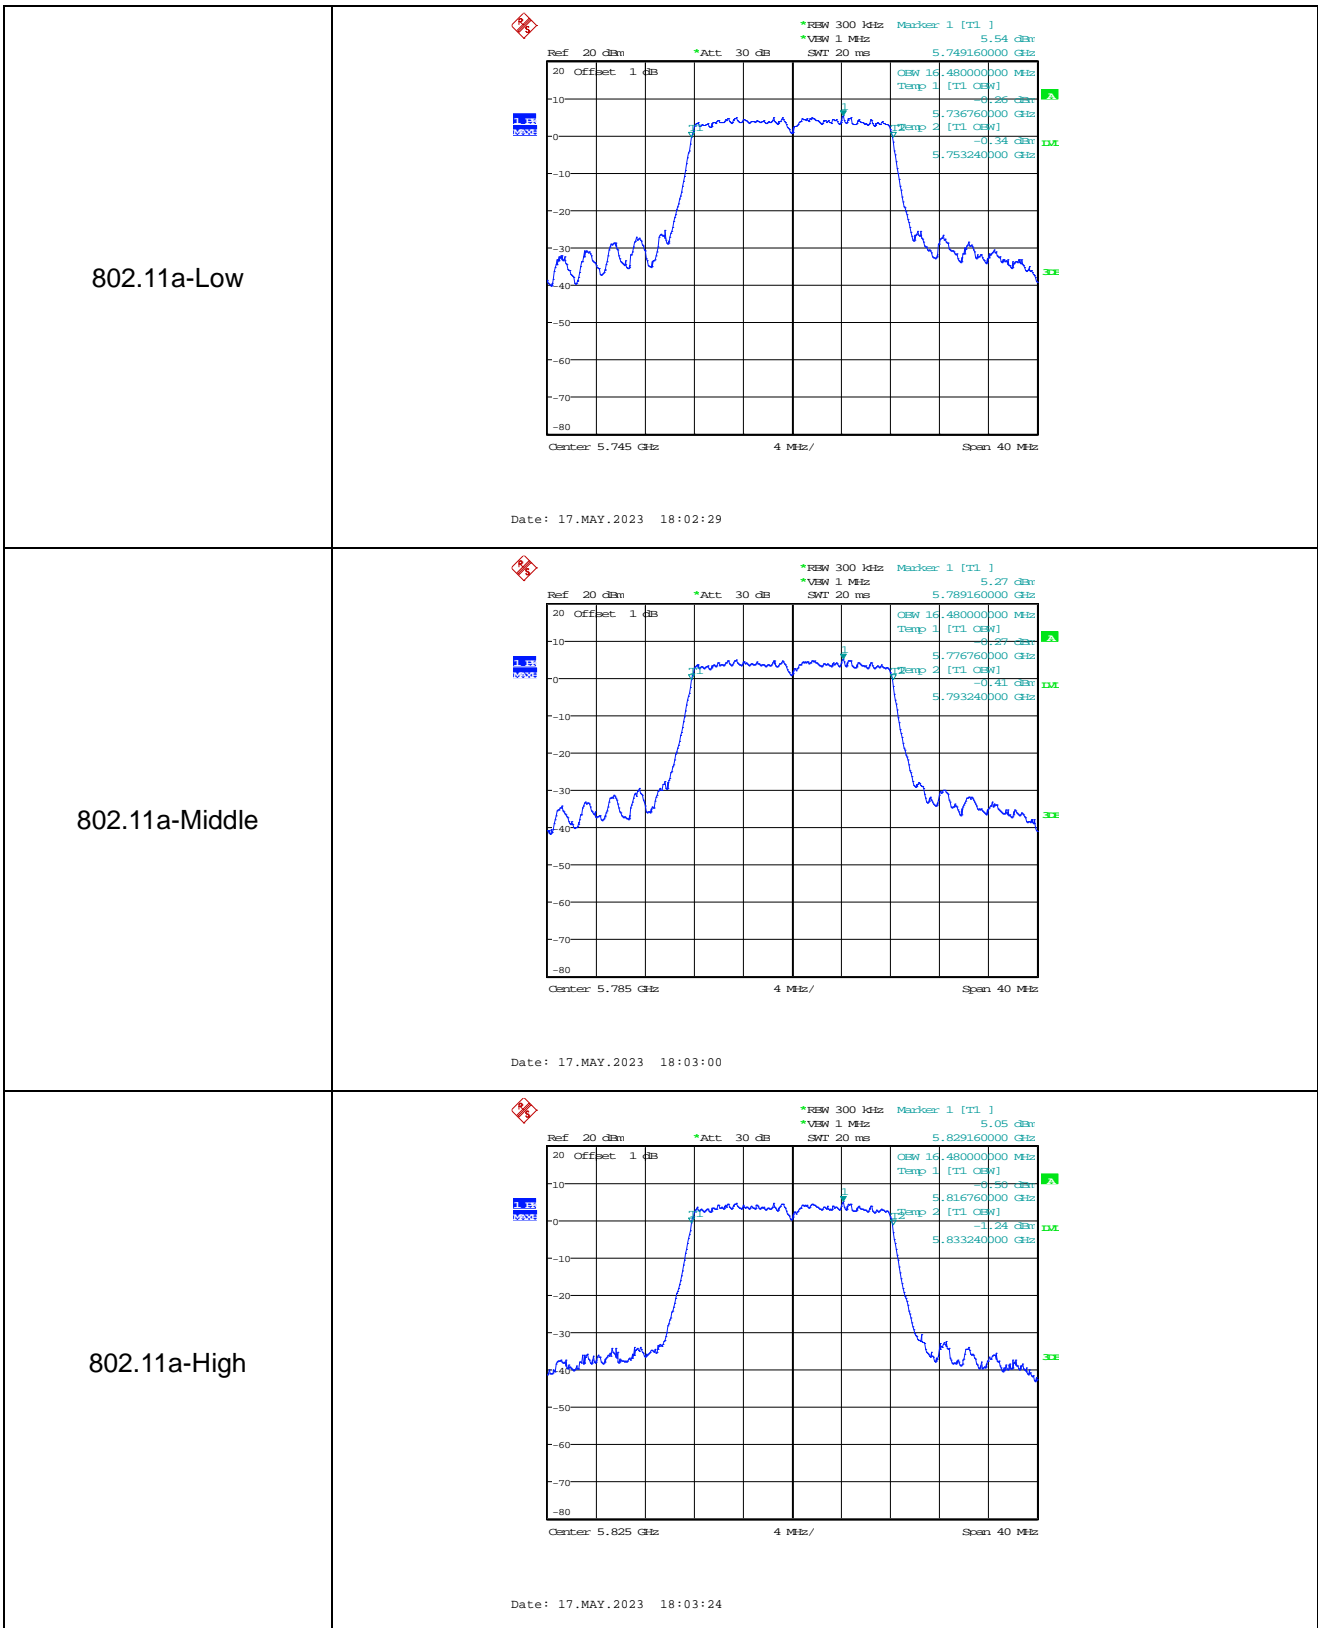 802.11a-Low
*RBW 300 kHz Marker 1 [T1 ]
*VBW 1 MHz 5.54 dBm
Ref 20 dBm *Att 30 dB SWT 20 ms 5.749160000 GHz
20 Offset 1 dB OBW 16.480000000 MHz
Temp 1 [T1 OBW]
10 -0.26 dBm A
5.736760000 GHz
1
T1 T2 Temp 2 [T1 OBW]
0 -0.34 dBm
5.753240000 GHz
-10
-20
-30
3DB
-40
-50
-60
-70
-80
Center 5.745 GHz 4 MHz/ Span 40 MHz
Date: 17.MAY.2023 18:02:29
802.11a-Middle
*RBW 300 kHz Marker 1 [T1 ]
*VBW 1 MHz 5.27 dBm
Ref 20 dBm *Att 30 dB SWT 20 ms 5.789160000 GHz
20 Offset 1 dB OBW 16.480000000 MHz
Temp 1 [T1 OBW]
10 -0.27 dBm A
5.776760000 GHz
1
T1 T2 Temp 2 [T1 OBW]
0 -0.41 dBm
5.793240000 GHz
-10
-20
-30
3DB
-40
-50
-60
-70
-80
Center 5.785 GHz 4 MHz/ Span 40 MHz
Date: 17.MAY.2023 18:03:00
802.11a-High
*RBW 300 kHz Marker 1 [T1 ]
*VBW 1 MHz 5.05 dBm
Ref 20 dBm *Att 30 dB SWT 20 ms 5.829160000 GHz
20 Offset 1 dB OBW 16.480000000 MHz
Temp 1 [T1 OBW]
10 -0.50 dBm A
5.816760000 GHz
1
T1 T2 Temp 2 [T1 OBW]
0 -1.24 dBm
5.833240000 GHz
-10
-20
-30
3DB
-40
-50
-60
-70
-80
Center 5.825 GHz 4 MHz/ Span 40 MHz
Date: 17.MAY.2023 18:03:24